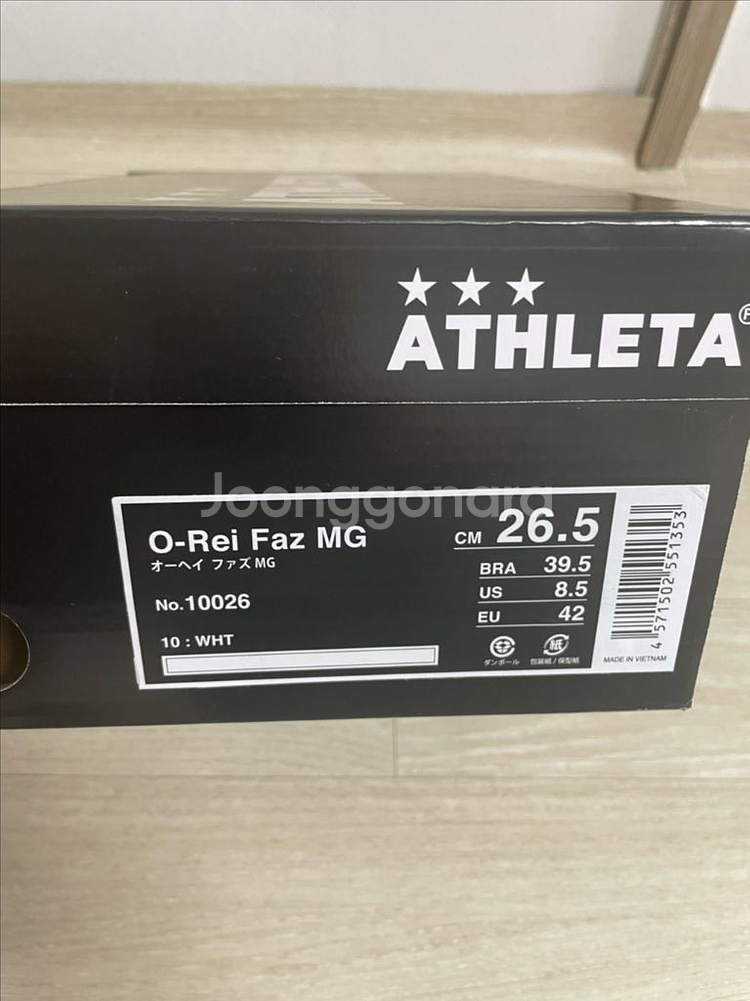 ★★★
ATHLETA®
Joonggonara
O-Rei Faz MG
オーヘイ ファズ MG
No.10026
10 : WHT
CM 26.5
BRA 39.5
US 8.5
EU 42
紙
ダンボール 包装紙 / 保型紙
4 571502 551353
MADE IN VIETNAM